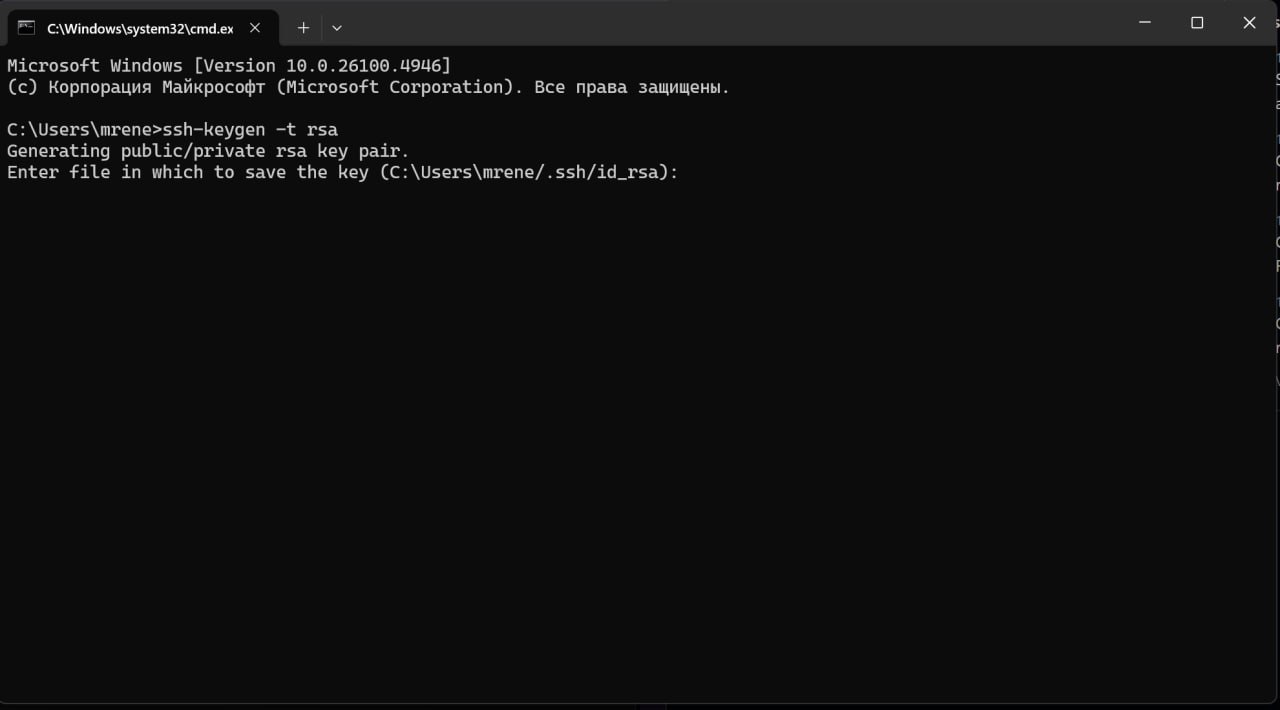 C:\Windows\system32\cmd.ex
Microsoft Windows [Version 10.0.26100.4946]
(c) Корпорация Майкрософт (Microsoft Corporation). Все права защищены.
C:\Users\mrene>ssh-keygen -t rsa
Generating public/private rsa key pair.
Enter file in which to save the key (C:\Users\mrene/.ssh/id_rsa):